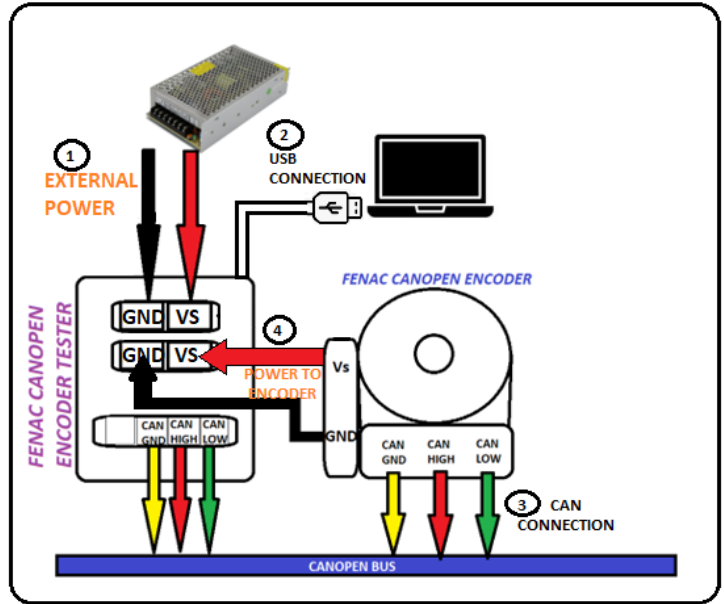 1
EXTERNAL
POWER
2
USB
CONNECTION
FENAC CANOPEN
ENCODER TESTER
GND VS
GND VS
CAN GND
CAN HIGH
CAN LOW
FENAC CANOPEN ENCODER
4
POWER TO
ENCODER
Vs
GND
CAN GND
CAN HIGH
CAN LOW
3 CAN
CONNECTION
CANOPEN BUS